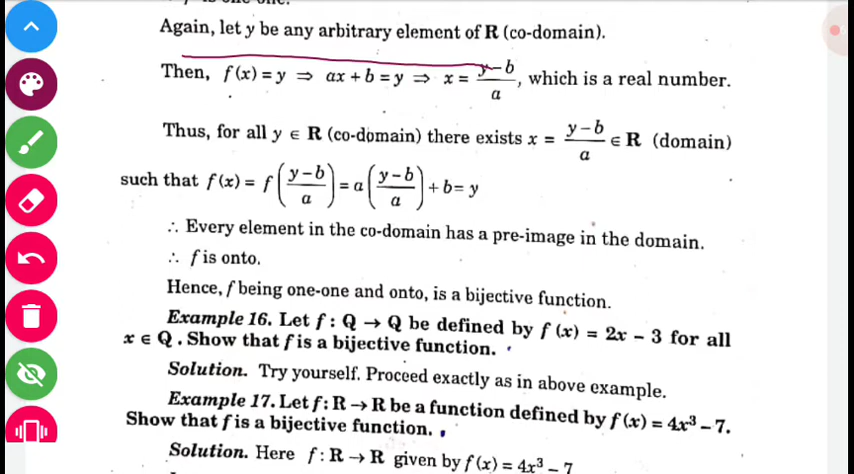 Again, let y be any arbitrary element of R (co-domain).
Then, f(x) = y ⇒ ax + b = y ⇒ x = (y – b)/a, which is a real number.
Thus, for all y ∈ R (co-domain) there exists x = (y – b)/a ∈ R (domain)
such that f(x) = f((y – b)/a) = a((y – b)/a) + b = y
∴ Every element in the co-domain has a pre-image in the domain.
∴ f is onto.
Hence, f being one-one and onto, is a bijective function.
Example 16. Let f : Q → Q be defined by f (x) = 2x – 3 for all
x ∈ Q . Show that f is a bijective function.
Solution. Try yourself. Proceed exactly as in above example.
Example 17. Let f : R → R be a function defined by f (x) = 4x³ – 7.
Show that f is a bijective function.
Solution. Here f : R → R given by f (x) = 4x³ – 7